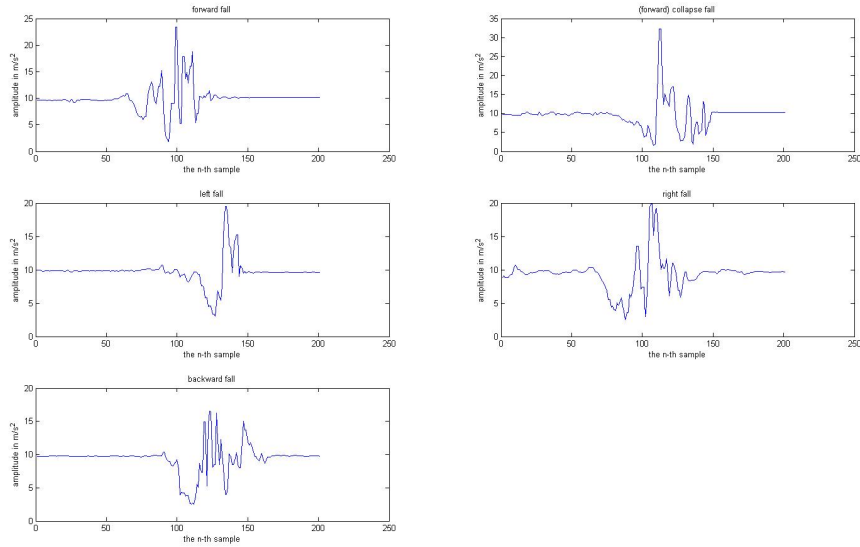 forward fall
25
20
15
10
5
0
amplitude in m/s²
0 50 100 150 200 250
the n-th sample
(forward) collapse fall
35
30
25
20
15
10
5
0
amplitude in m/s²
0 50 100 150 200 250
the n-th sample
left fall
20
15
10
5
0
amplitude in m/s²
0 50 100 150 200 250
the n-th sample
right fall
20
15
10
5
0
amplitude in m/s²
0 50 100 150 200 250
the n-th sample
backward fall
20
15
10
5
0
amplitude in m/s²
0 50 100 150 200 250
the n-th sample